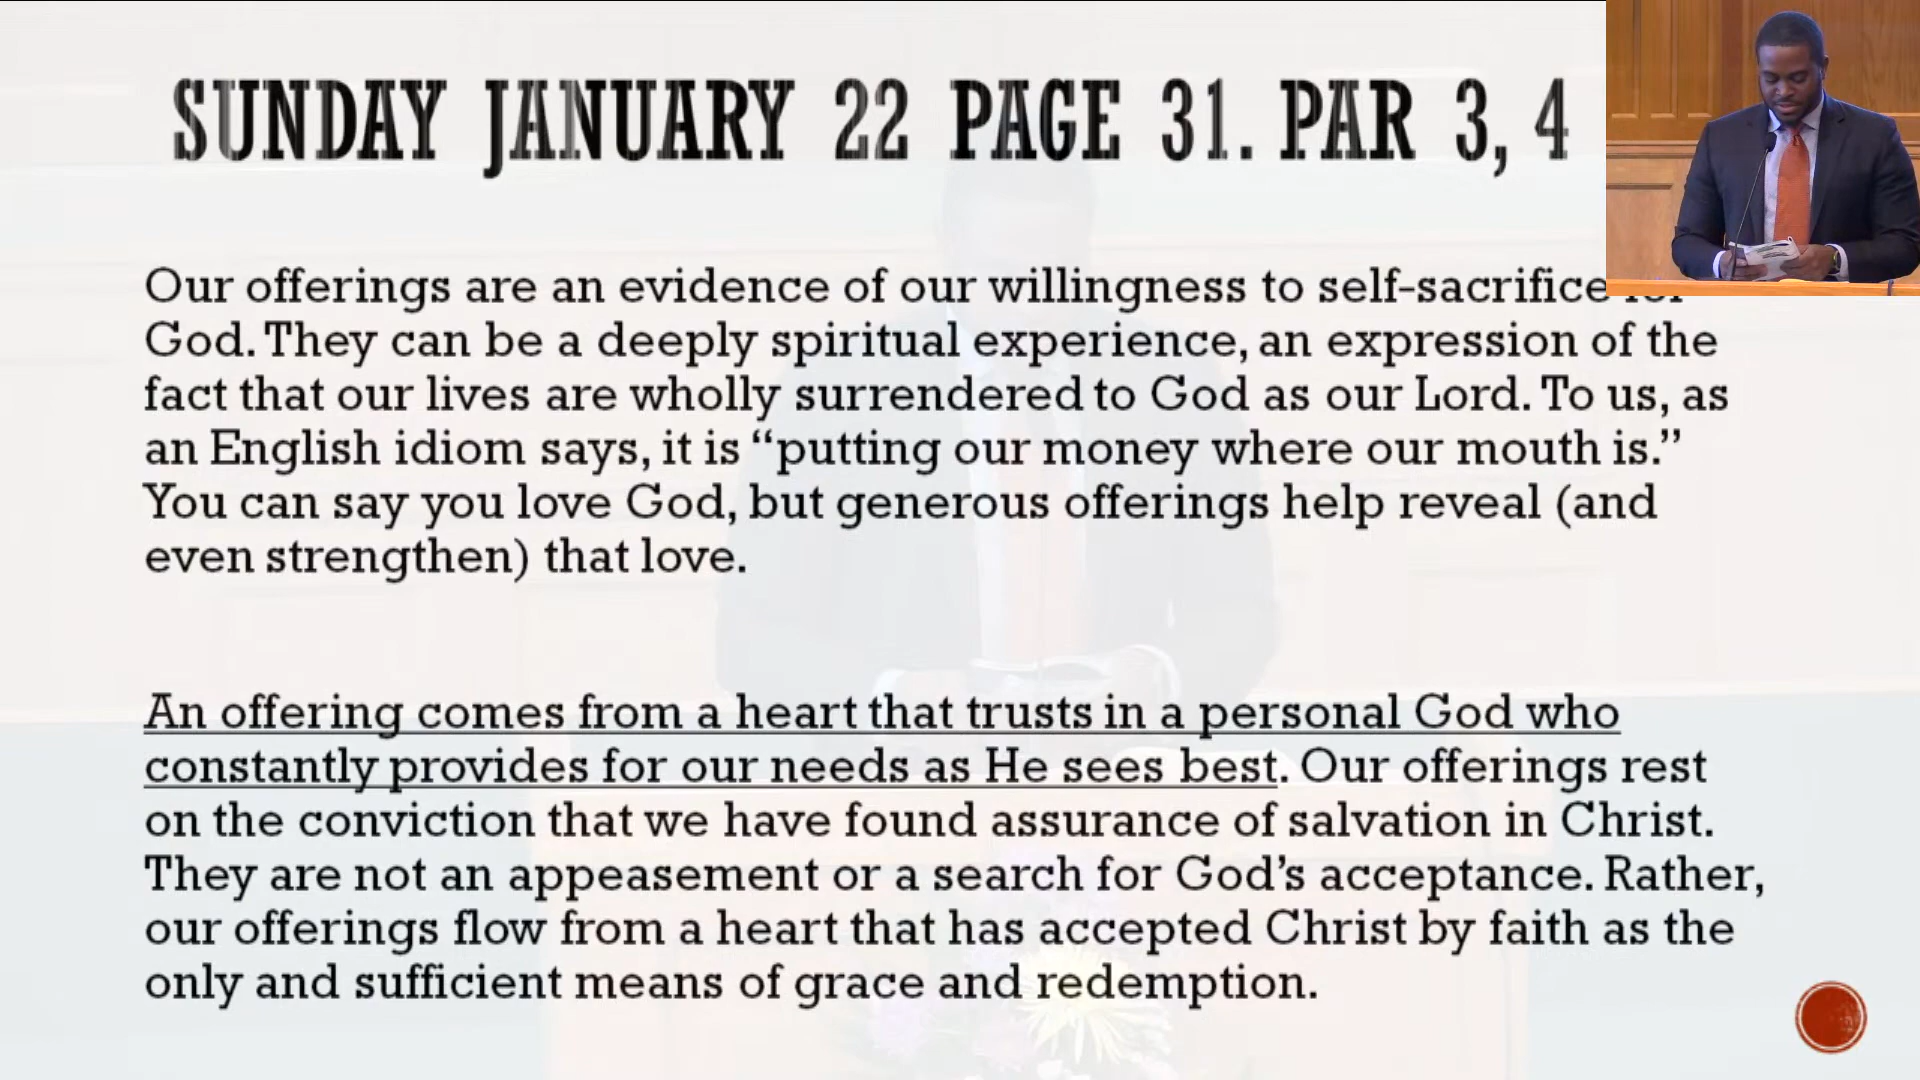 SUNDAY JANUARY 22 PAGE 31. PAR 3, 4
Our offerings are an evidence of our willingness to self-sacrifice for
God. They can be a deeply spiritual experience, an expression of the
fact that our lives are wholly surrendered to God as our Lord. To us, as
an English idiom says, it is “putting our money where our mouth is.”
You can say you love God, but generous offerings help reveal (and
even strengthen) that love.
An offering comes from a heart that trusts in a personal God who
constantly provides for our needs as He sees best. Our offerings rest
on the conviction that we have found assurance of salvation in Christ.
They are not an appeasement or a search for God’s acceptance. Rather,
our offerings flow from a heart that has accepted Christ by faith as the
only and sufficient means of grace and redemption.